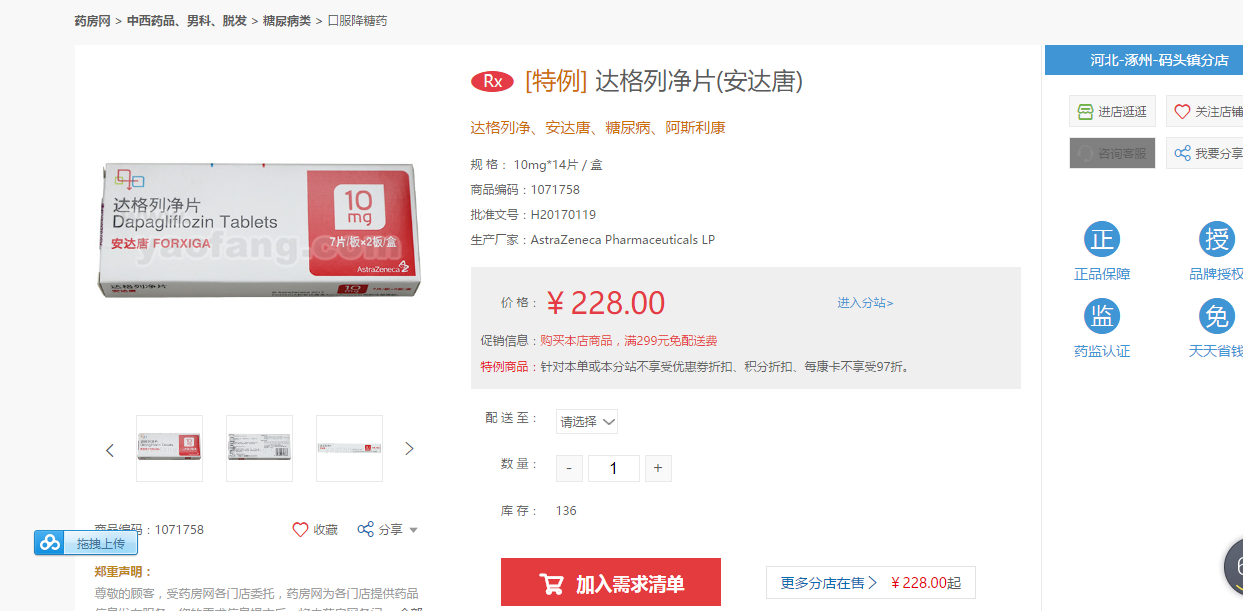 药房网 > 中西药品、男科、脱发 > 糖尿病类 > 口服降糖药
Rx [特例] 达格列净片(安达唐)
达格列净、安达唐、糖尿病、阿斯利康
规 格： 10mg*14片 / 盒
商品编码：1071758
批准文号：H20170119
生产厂家：AstraZeneca Pharmaceuticals LP
达格列净片
Dapagliflozin Tablets
安达唐 FORXIGA
10
mg
7片/板×2板/盒
AstraZeneca
yaofang.com
达格列净片
10
价 格： ¥ 228.00 进入分站>
促销信息：购买本店商品，满299元免配送费
特例商品：针对本单或本分站不享受优惠券折扣、积分折扣、每康卡不享受97折。
配 送 至： 请选择
数 量： - 1 +
库 存： 136
加入需求清单
更多分店在售 > ¥ 228.00起
商品编码：1071758
收藏 分享
拖拽上传
郑重声明：
尊敬的顾客，受药房网各门店委托，药房网为各门店提供药品
河北-涿州-码头镇分店
进店逛逛 关注店铺
咨询客服 我要分享
正 授
正品保障 品牌授权
监 免
药监认证 天天省钱